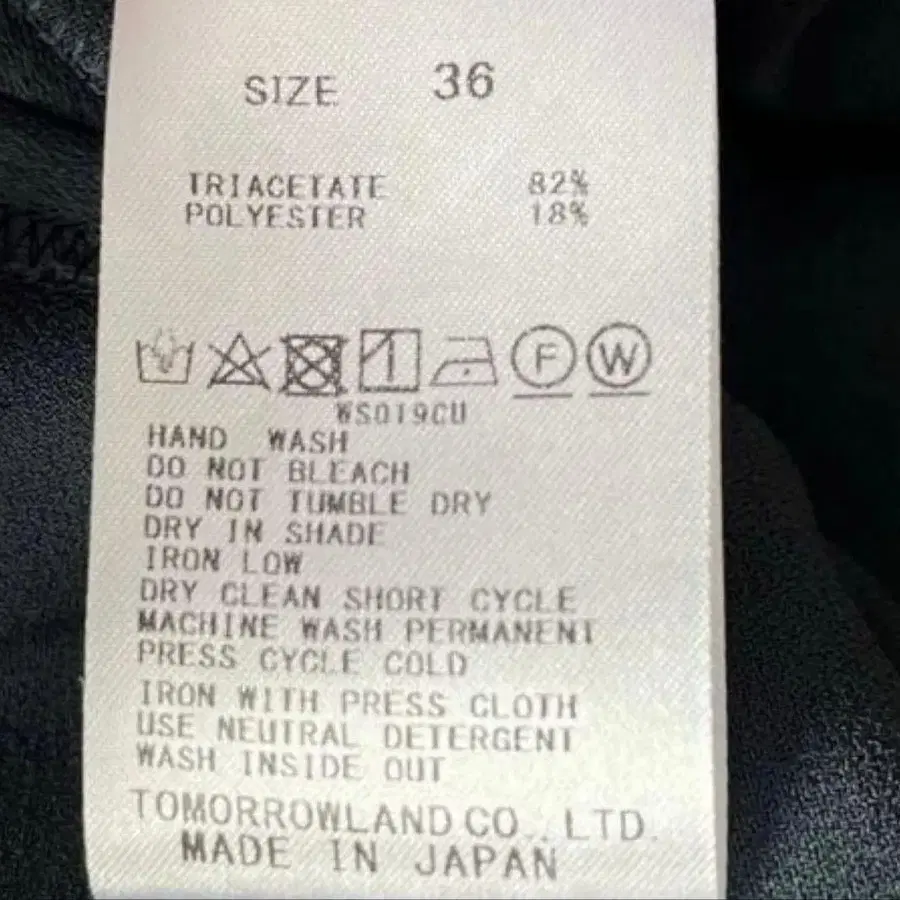 SIZE 36
TRIACETATE 82%
POLYESTER 18%
F W
WS019CU
HAND WASH
DO NOT BLEACH
DO NOT TUMBLE DRY
DRY IN SHADE
IRON LOW
DRY CLEAN SHORT CYCLE
MACHINE WASH PERMANENT
PRESS CYCLE COLD
IRON WITH PRESS CLOTH
USE NEUTRAL DETERGENT
WASH INSIDE OUT
TOMORROWLAND CO., LTD.
MADE IN JAPAN